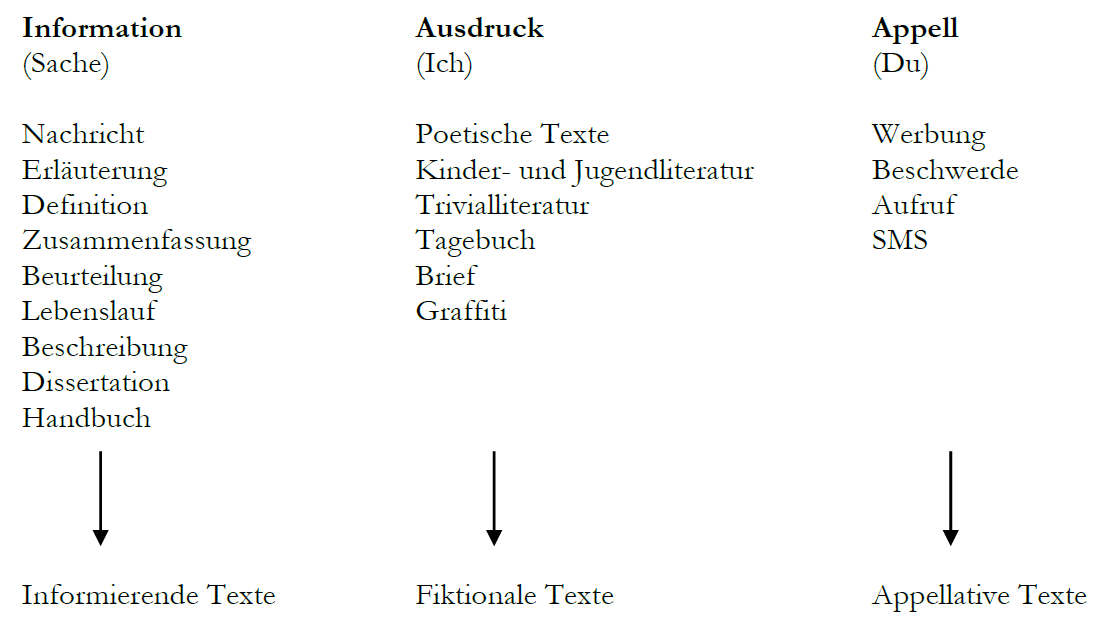 Information
(Sache)
Nachricht
Erläuterung
Definition
Zusammenfassung
Beurteilung
Lebenslauf
Beschreibung
Dissertation
Handbuch
Informierende Texte
Ausdruck
(Ich)
Poetische Texte
Kinder- und Jugendliteratur
Trivialliteratur
Tagebuch
Brief
Graffiti
Fiktionale Texte
Appell
(Du)
Werbung
Beschwerde
Aufruf
SMS
Appellative Texte